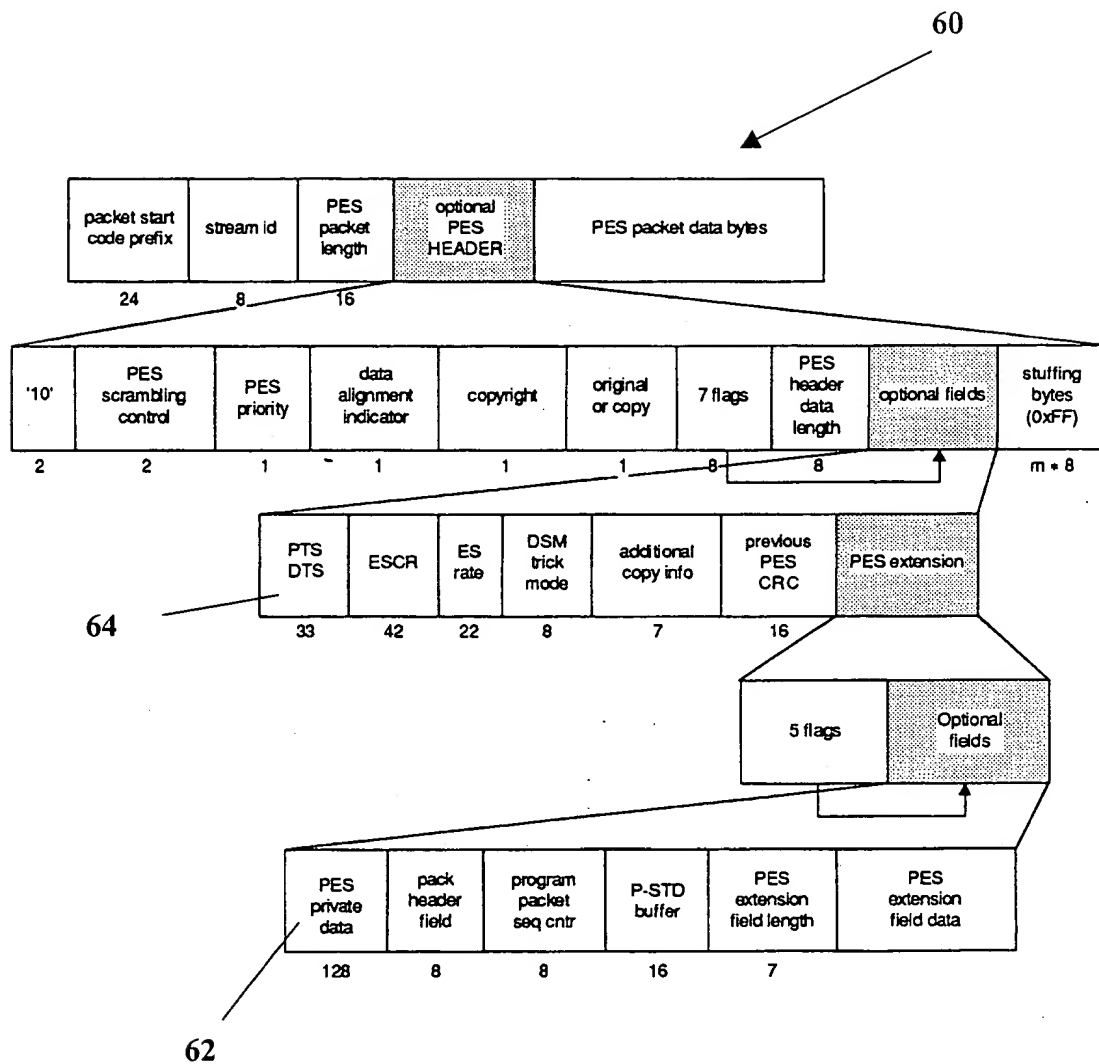 60
packet start
code prefix
stream id
PES
packet
length
optional
PES
HEADER
PES packet data bytes
24
8
16
'10'
PES
scrambling
control
PES
priority
data
alignment
indicator
copyright
original
or copy
7 flags
PES
header
data
length
optional fields
stuffing
bytes
(0xFF)
2
2
1
1
1
1
8
8
m * 8
PTS
DTS
ESCR
ES
rate
DSM
trick
mode
additional
copy info
previous
PES
CRC
PES extension
64
33
42
22
8
7
16
5 flags
Optional
fields
PES
private
data
pack
header
field
program
packet
seq cntr
P-STD
buffer
PES
extension
field length
PES
extension
field data
128
8
8
16
7
62